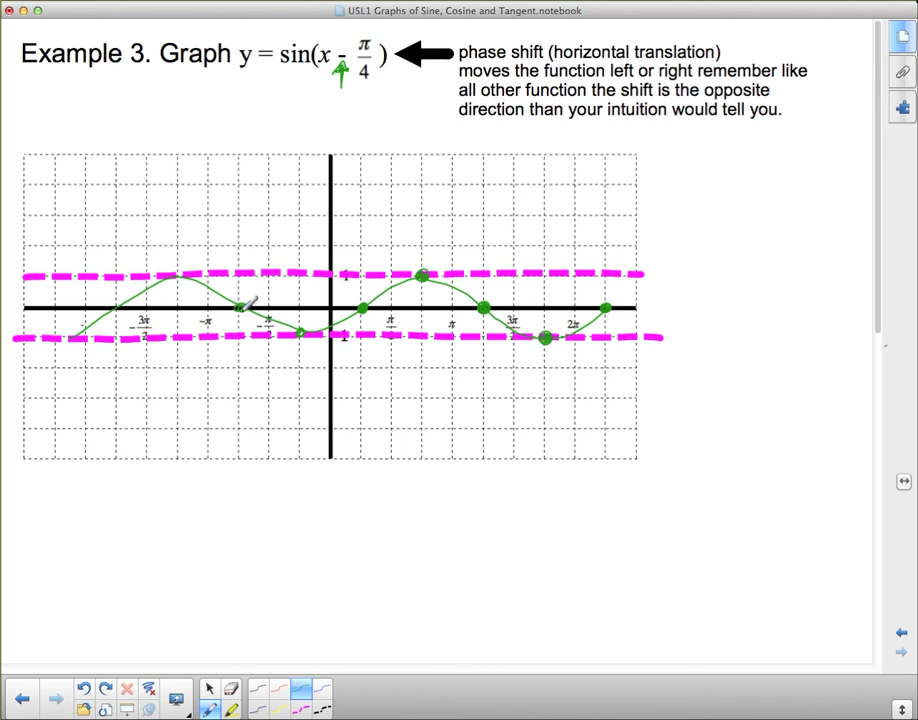 USL1 Graphs of Sine, Cosine and Tangent.notebook
Example 3. Graph y = sin(x - π/4)
phase shift (horizontal translation)
moves the function left or right remember like
all other function the shift is the opposite
direction than your intuition would tell you.
1
-3π/2 -π -π/2 π/2 π 3π/2 2π